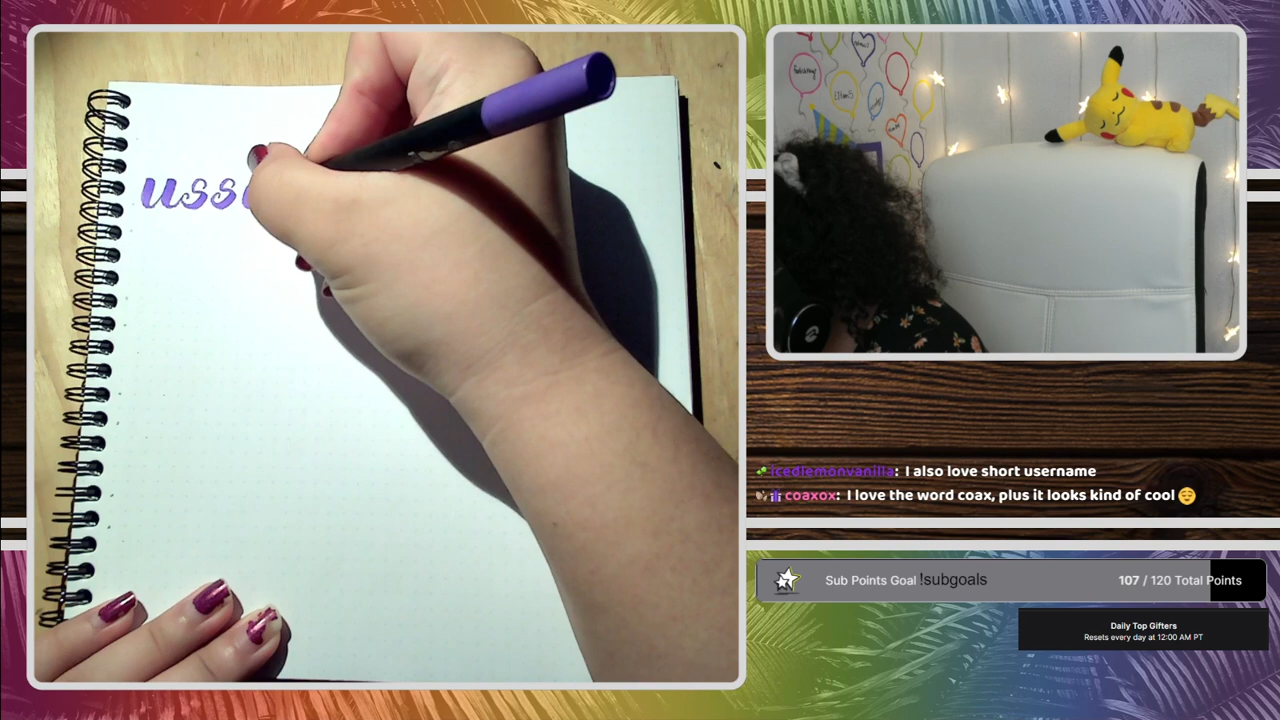 uss
icedlemonvanilla: I also love short username
coaxox: I love the word coax, plus it looks kind of cool 😌
Sub Points Goal !subgoals
107 / 120 Total Points
Daily Top Gifters
Resets every day at 12:00 AM PT